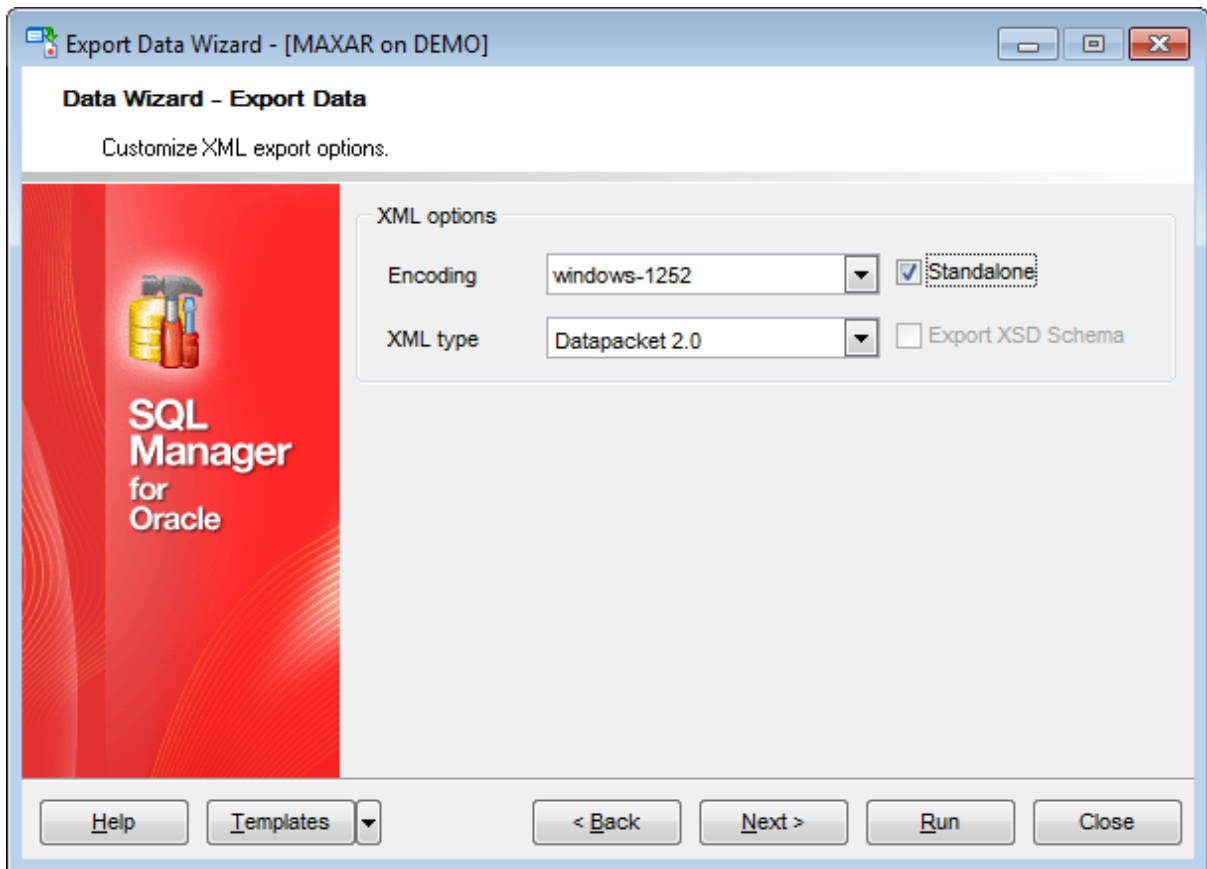 Export Data Wizard - [MAXAR on DEMO]
Data Wizard - Export Data
Customize XML export options.
XML options
Encoding windows-1252 Standalone
XML type Datapacket 2.0 Export XSD Schema
SQL
Manager
for
Oracle
Help Templates < Back Next > Run Close